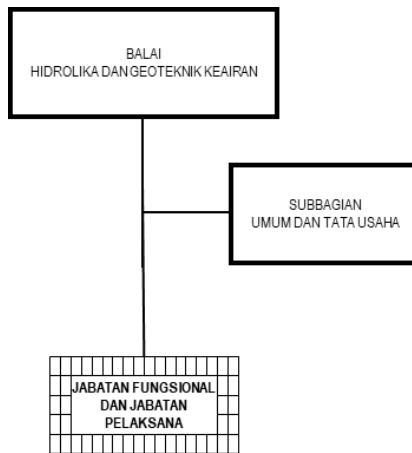 BALAI
HIDROLIKA DAN GEOTEKNIK KEAIRAN
SUBBAGIAN
UMUM DAN TATA USAHA
JABATAN FUNGSIONAL
DAN JABATAN
PELAKSANA